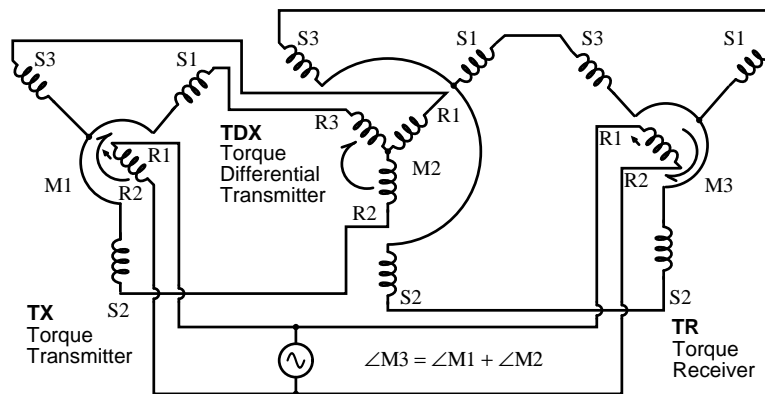 S3
S1
S3
S1
S3
S1
R3
R1
TDX
Torque
Differential
Transmitter
R1
R1
M1
R2
M2
R2
M3
R2
S2
S2
S2
TX
Torque
Transmitter
∠M3 = ∠M1 + ∠M2
TR
Torque
Receiver